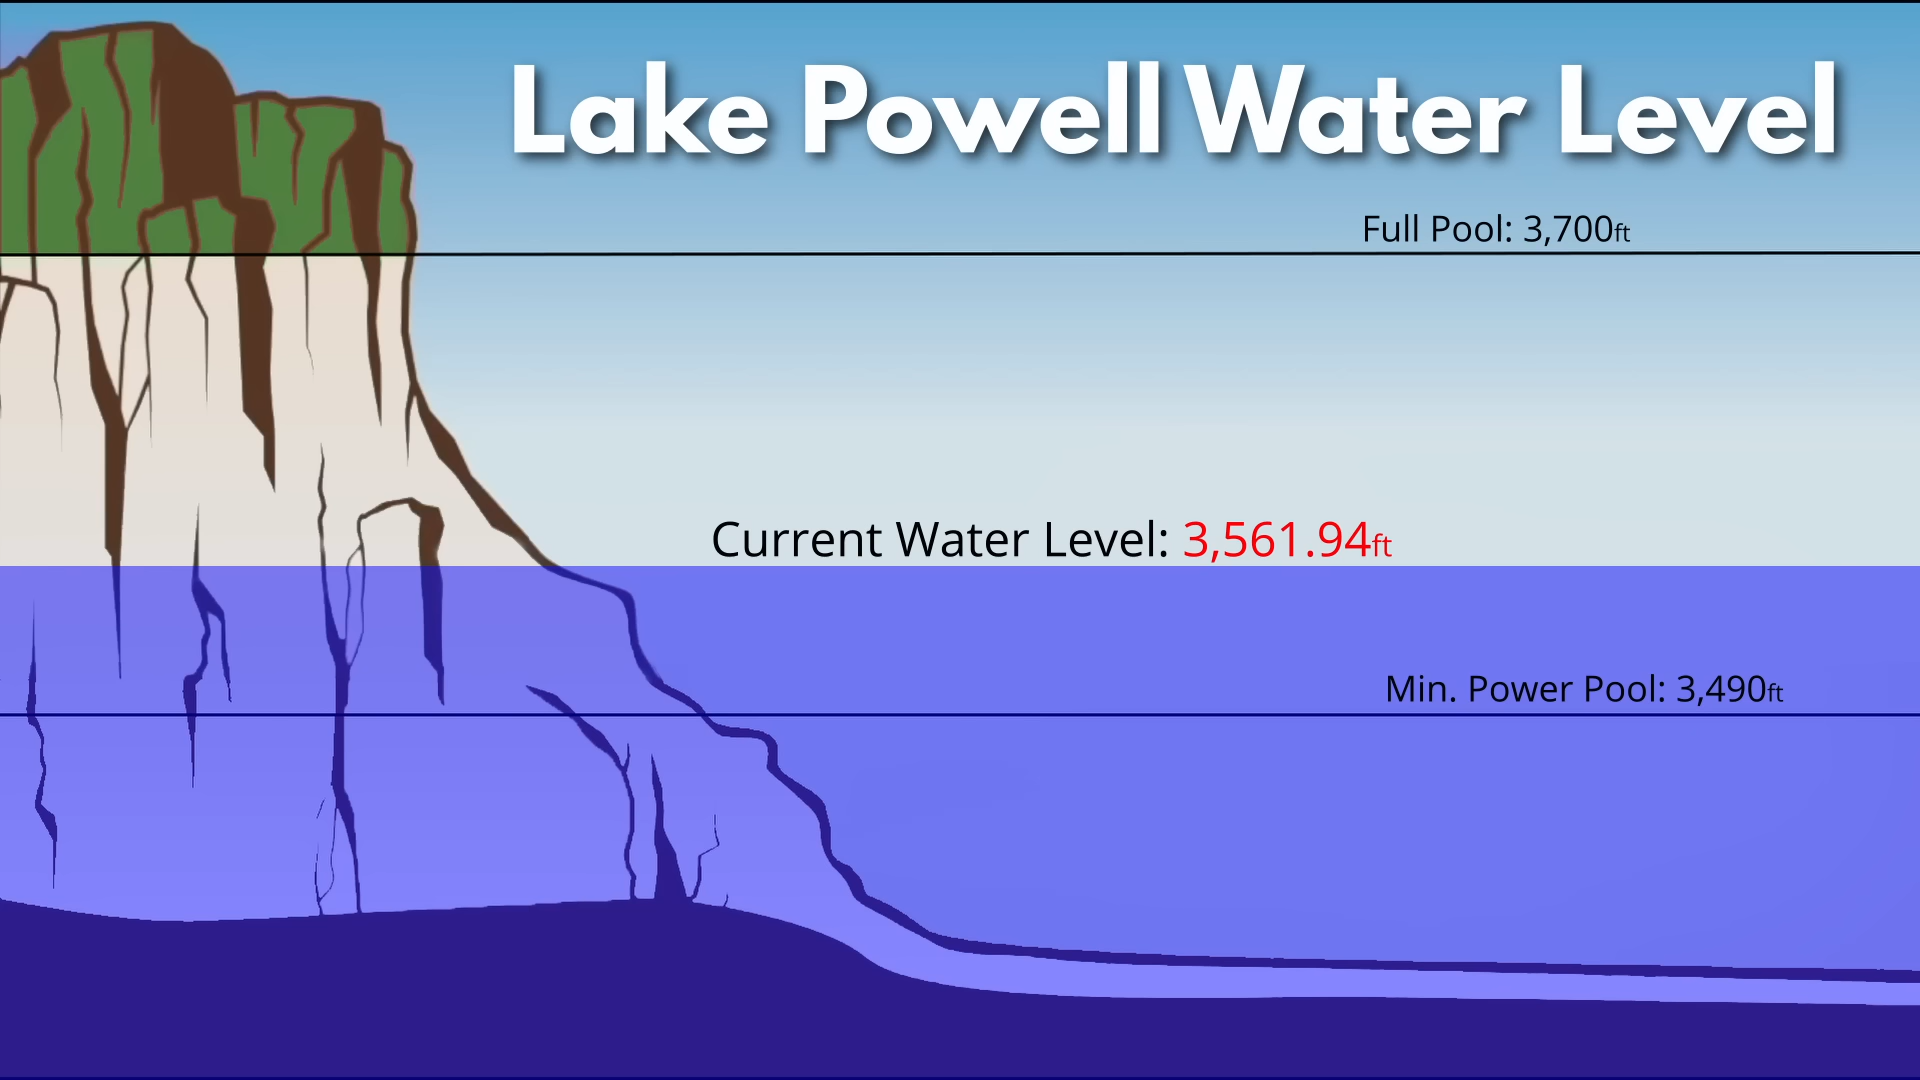 Lake Powell Water Level
Full Pool: 3,700ft
Current Water Level: 3,561.94ft
Min. Power Pool: 3,490ft